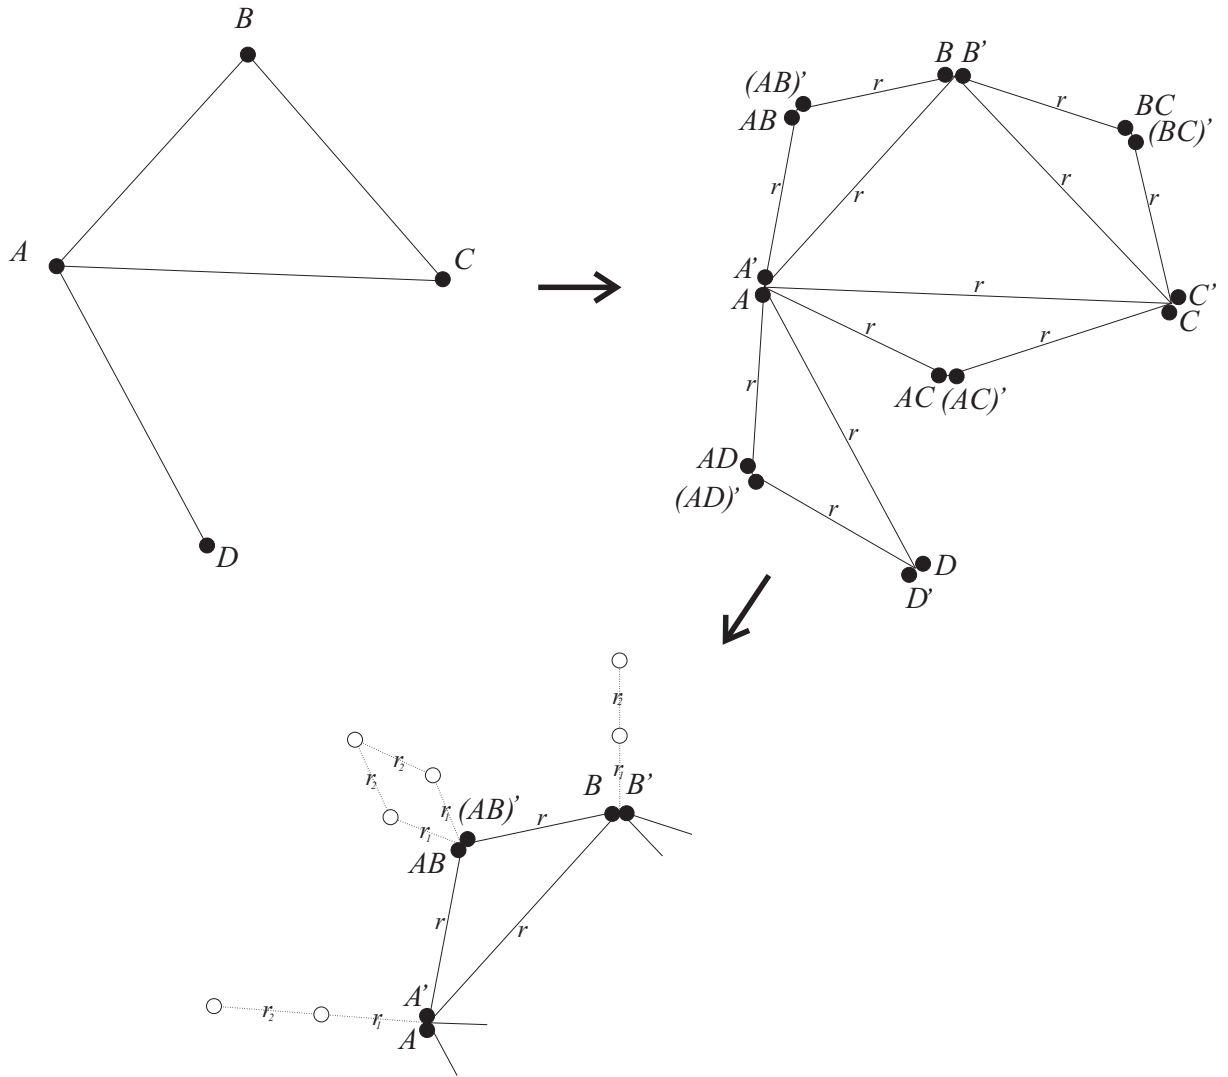 B
A
C
D
B B’
(AB)’
AB
r
r
BC
(BC)’
r
r
r
r
A’
A
r
C’
C
r
r
AC (AC)’
r
r
AD
(AD)’
r
D
D’
r₂
r₁
B B’
r₂
r₂
r₁
r₁
(AB)’
AB
r
r
r
A’
A
r₂
r₁